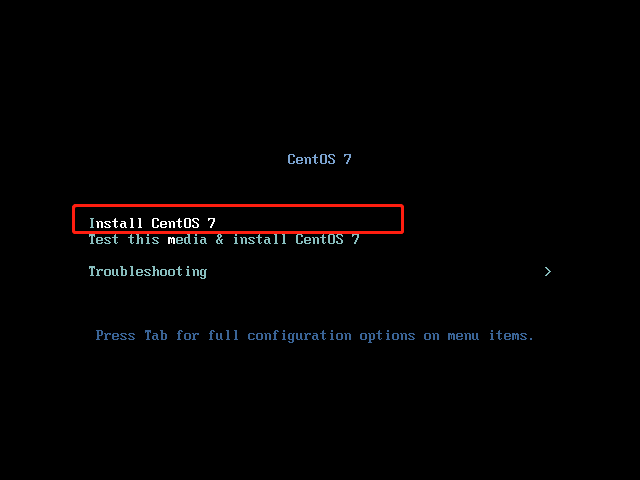 CentOS 7
Install CentOS 7
Test this media & install CentOS 7
Troubleshooting >
Press Tab for full configuration options on menu items.